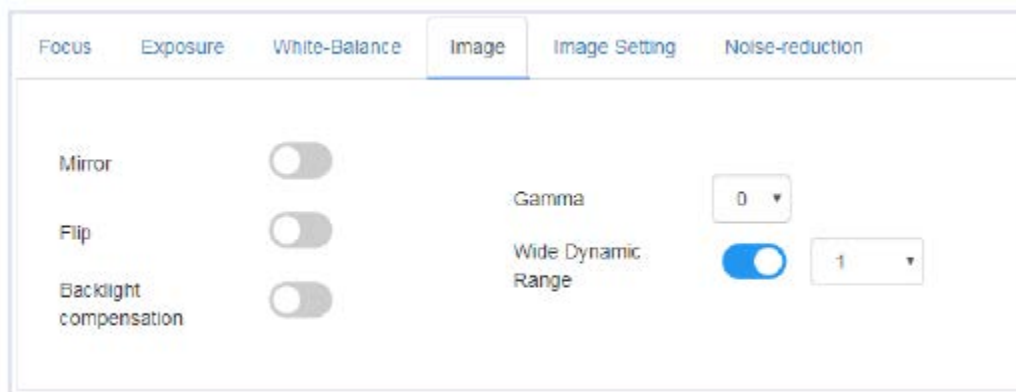 Focus Exposure White-Balance Image Image Setting Noise-reduction
Mirror
Flip
Backlight
compensation
Gamma 0
Wide Dynamic
Range
1